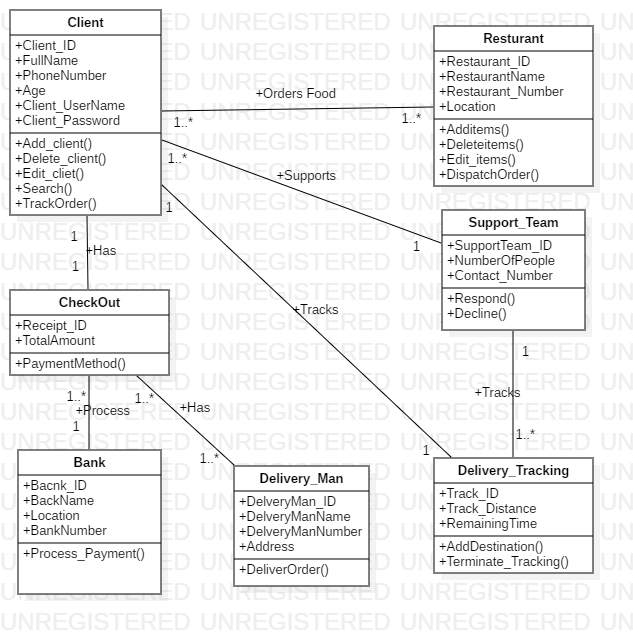 UNREGISTERED UNREGISTERED UNREGISTERED UNREGISTERED
Client
+Client_ID
+FullName
+PhoneNumber
+Age
+Client_UserName
+Client_Password
+Add_client()
+Delete_client()
+Edit_cliet()
+Search()
+TrackOrder()
Resturant
+Restaurant_ID
+RestaurantName
+Restaurant_Number
+Location
+Additems()
+Deleteitems()
+Edit_items()
+DispatchOrder()
+Orders Food
1..*
1..*
1..*
+Supports
1
1
+Tracks
1
Support_Team
+SupportTeam_ID
+NumberOfPeople
+Contact_Number
+Respond()
+Decline()
1
+Has
1
CheckOut
+Receipt_ID
+TotalAmount
+PaymentMethod()
1
+Tracks
1..*
1..*
+Process
1
1..*
+Has
1..*
Bank
+Bacnk_ID
+BackName
+Location
+BankNumber
+Process_Payment()
Delivery_Man
+DelveryMan_ID
+DelveryManName
+DelveryManNumber
+Address
+DeliverOrder()
Delivery_Tracking
+Track_ID
+Track_Distance
+RemainingTime
+AddDestination()
+Terminate_Tracking()